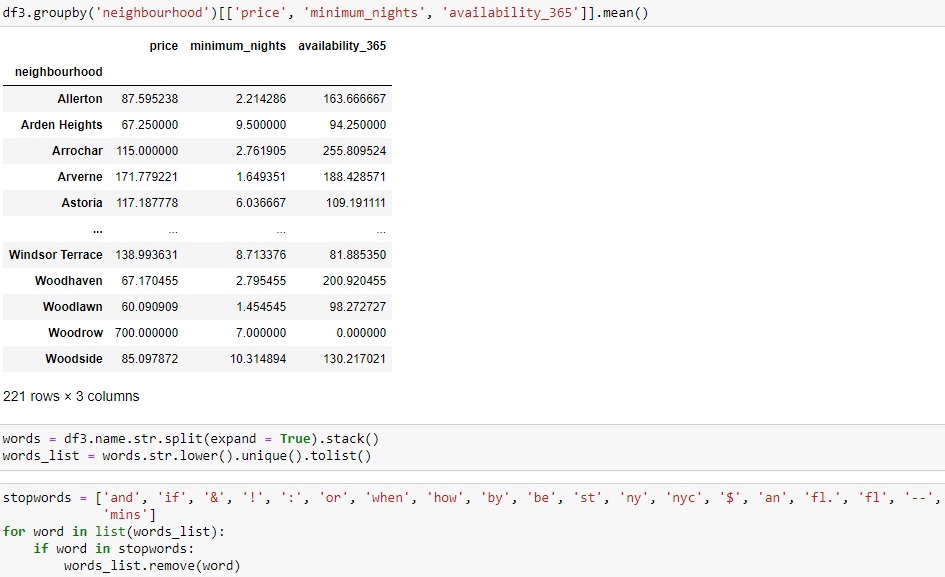 df3.groupby('neighbourhood')[['price', 'minimum_nights', 'availability_365']].mean()
price minimum_nights availability_365
neighbourhood
Allerton 87.595238 2.214286 163.666667
Arden Heights 67.250000 9.500000 94.250000
Arrochar 115.000000 2.761905 255.809524
Arverne 171.779221 1.649351 188.428571
Astoria 117.187778 6.036667 109.191111
... ... ... ...
Windsor Terrace 138.993631 8.713376 81.885350
Woodhaven 67.170455 2.795455 200.920455
Woodlawn 60.090909 1.454545 98.272727
Woodrow 700.000000 7.000000 0.000000
Woodside 85.097872 10.314894 130.217021
221 rows × 3 columns
words = df3.name.str.split(expand = True).stack()
words_list = words.str.lower().unique().tolist()
stopwords = ['and', 'if', '&', '!', ':', 'or', 'when', 'how', 'by', 'be', 'st', 'ny', 'nyc', '$', 'an', 'fl.', 'fl', '--',
'mins']
for word in list(words_list):
if word in stopwords:
words_list.remove(word)